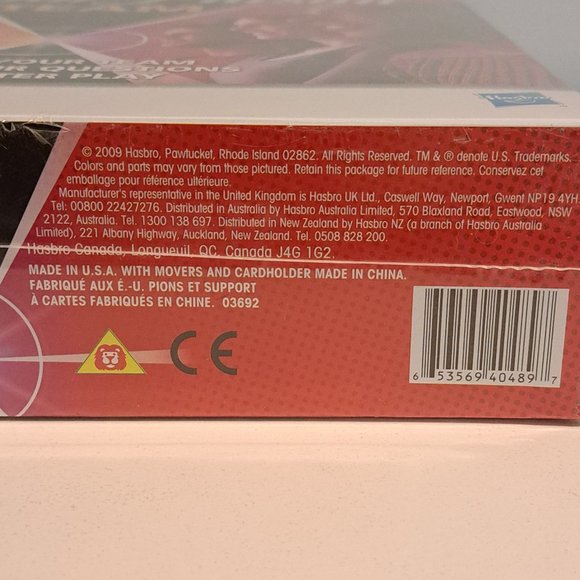 YOUR TEAM
QUESTIONS
PLAY
Hasbro
© 2009 Hasbro, Pawtucket, Rhode Island 02862. All Rights Reserved. TM & ® denote U.S. Trademarks.
Colors and parts may vary from those pictured. Retain this package for future reference. Conservez cet
emballage pour référence ultérieure.
Manufacturer's representative in the United Kingdom is Hasbro UK Ltd., Caswell Way, Newport, Gwent NP19 4YH.
Tel: 00800 22427276. Distributed in Australia by Hasbro Australia Limited, 570 Blaxland Road, Eastwood, NSW
2122, Australia. Tel. 1300 138 697. Distributed in New Zealand by Hasbro NZ (a branch of Hasbro Australia
Limited), 221 Albany Highway, Auckland, New Zealand. Tel. 0508 828 200.
Hasbro Canada, Longueuil, QC, Canada J4G 1G2.
MADE IN U.S.A. WITH MOVERS AND CARDHOLDER MADE IN CHINA.
FABRIQUÉ AUX É.-U. PIONS ET SUPPORT
À CARTES FABRIQUÉS EN CHINE. 03692
CE
6 53569 40489 7